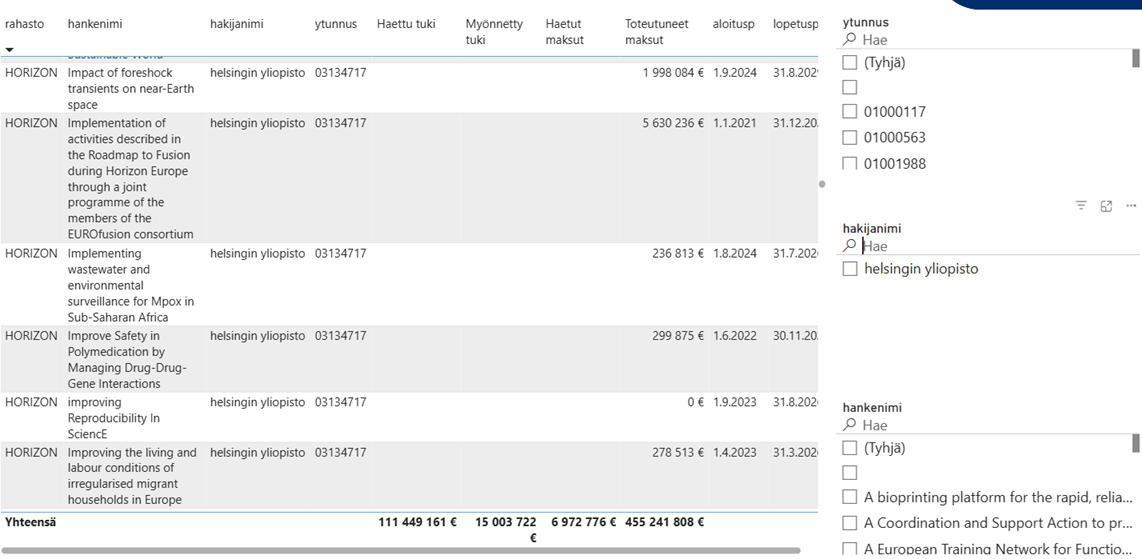 rahasto hankenimi hakijanimi ytunnus Haettu tuki Myönnetty tuki Haetut maksut Toteutuneet maksut aloitusp lopetusp
HORIZON Impact of foreshock helsingin yliopisto 03134717 1 998 084 € 1.9.2024 31.8.202
transients on near-Earth
space
HORIZON Implementation of helsingin yliopisto 03134717 5 630 236 € 1.1.2021 31.12.20
activities described in
the Roadmap to Fusion
during Horizon Europe
through a joint
programme of the
members of the
EUROfusion consortium
HORIZON Implementing helsingin yliopisto 03134717 236 813 € 1.8.2024 31.7.202
wastewater and
environmental
surveillance for Mpox in
Sub-Saharan Africa
HORIZON Improve Safety in helsingin yliopisto 03134717 299 875 € 1.6.2022 30.11.20
Polymedication by
Managing Drug-Drug-
Gene Interactions
HORIZON improving helsingin yliopisto 03134717 0 € 1.9.2023 31.8.202
Reproducibility In
SciencE
HORIZON Improving the living and helsingin yliopisto 03134717 278 513 € 1.4.2023 31.3.202
labour conditions of
irregularised migrant
households in Europe
Yhteensä 111 449 161 € 15 003 722 € 6 972 776 € 455 241 808 €
ytunnus
Hae
(Tyhjä)
01000117
01000563
01001988
hakijanimi
Hae
helsingin yliopisto
hankenimi
Hae
(Tyhjä)
A bioprinting platform for the rapid, relia...
A Coordination and Support Action to pr...
A European Training Network for Functio...